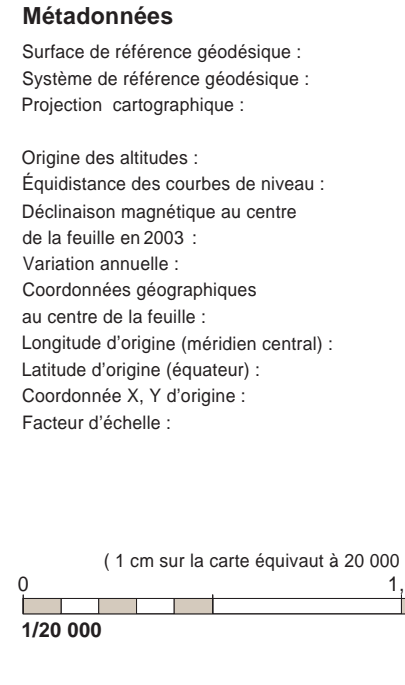 Métadonnées
Surface de référence géodésique :
Système de référence géodésique :
Projection cartographique :
Origine des altitudes :
Équidistance des courbes de niveau :
Déclinaison magnétique au centre
de la feuille en 2003 :
Variation annuelle :
Coordonnées géographiques
au centre de la feuille :
Longitude d'origine (méridien central) :
Latitude d'origine (équateur) :
Coordonnée X, Y d'origine :
Facteur d'échelle :
( 1 cm sur la carte équivaut à 20 000
0 1,
1/20 000